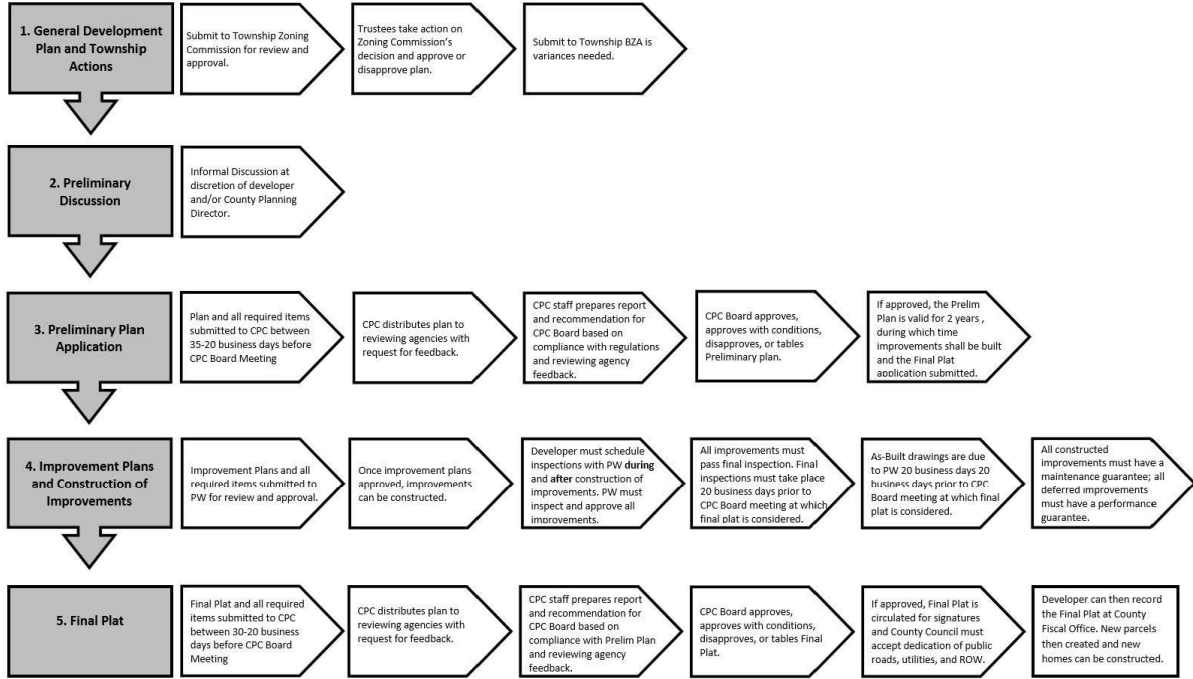 1. General Development
Plan and Township
Actions
Submit to Township Zoning
Commission for review and
approval.
Trustees take action on
Zoning Commission's
decision and approve or
disapprove plan.
Submit to Township BZA is
variances needed.
2. Preliminary
Discussion
Informal Discussion at
discretion of developer
and/or County Planning
Director.
3. Preliminary Plan
Application
Plan and all required items
submitted to CPC between
35-20 business days before
CPC Board Meeting
CPC distributes plan to
reviewing agencies with
request for feedback.
CPC staff prepares report
and recommendation for
CPC Board based on
compliance with regulations
and reviewing agency
feedback.
CPC Board approves,
approves with conditions,
disapproves, or tables
Preliminary plan.
If approved, the Prelim
Plan is valid for 2 years ,
during which time
improvements shall be built
and the Final Plat
application submitted.
4. Improvement Plans
and Construction of
Improvements
Improvement Plans and all
required items submitted to
PW for review and approval.
Once improvement plans
approved, improvements
can be constructed.
Developer must schedule
inspections with PW during
and after construction of
improvements. PW must
inspect and approve all
improvements.
All improvements must
pass final inspection. Final
inspections must take place
20 business days prior to
CPC Board meeting at which
final plat is considered.
As-Built drawings are due
to PW 20 business days 20
business days prior to CPC
Board meeting at which final
plat is considered.
All constructed
improvements must have a
maintenance guarantee; all
deferred improvements
must have a performance
guarantee.
5. Final Plat
Final Plat and all required
items submitted to CPC
between 30-20 business
days before CPC Board
Meeting
CPC distributes plan to
reviewing agencies with
request for feedback.
CPC staff prepares report
and recommendation for
CPC Board based on
compliance with Prelim Plan
and reviewing agency
feedback.
CPC Board approves,
approves with conditions,
disapproves, or tables Final
Plat.
If approved, Final Plat is
circulated for signatures
and County Council must
accept dedication of public
roads, utilities, and ROW.
Developer can then record
the Final Plat at County
Fiscal Office. New parcels
then created and new
homes can be constructed.